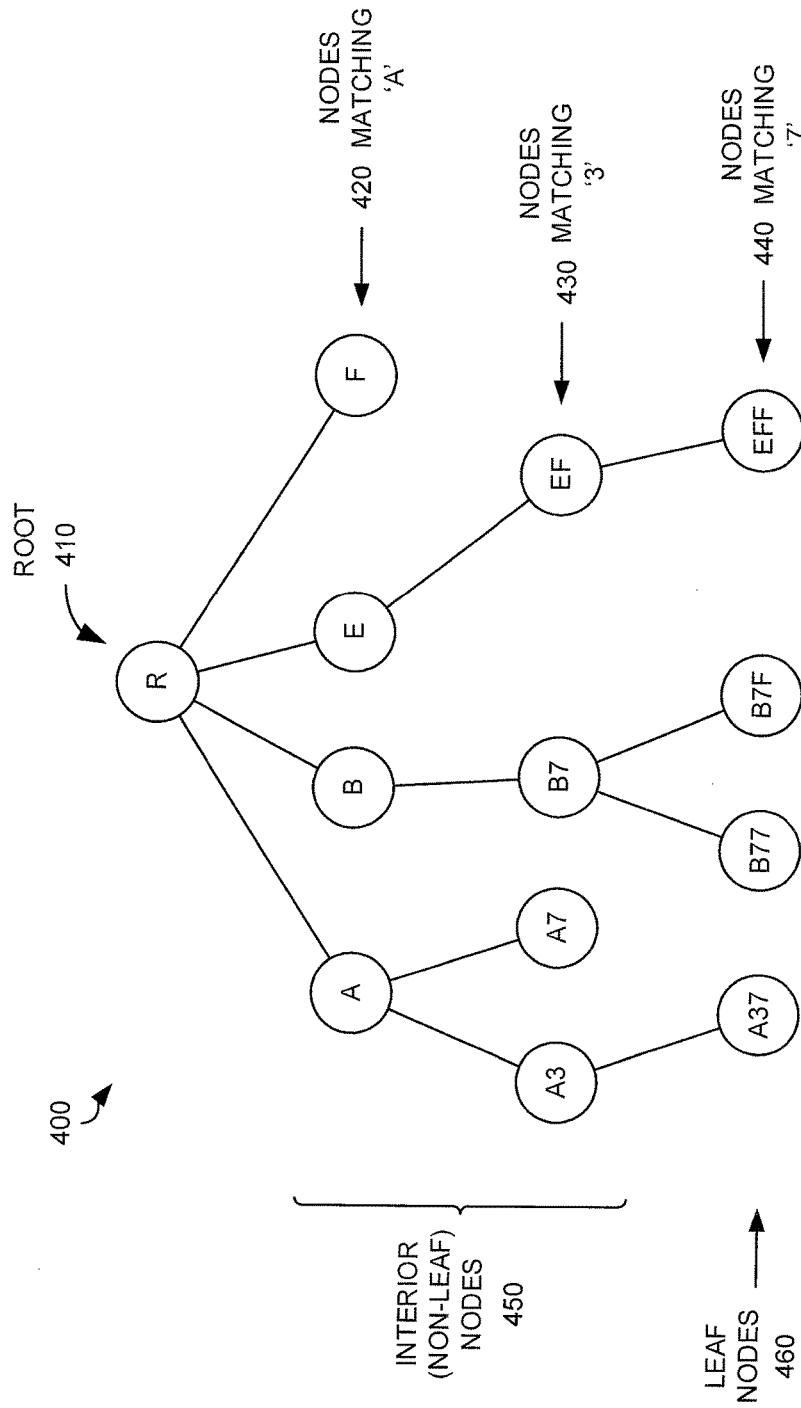 400
ROOT
410
R
A
B
E
F
NODES
420 MATCHING
'A'
A3
A7
B7
EF
NODES
430 MATCHING
'3'
INTERIOR
(NON-LEAF)
NODES
450
A37
B77
B7F
EFF
NODES
440 MATCHING
'7'
LEAF
NODES
460